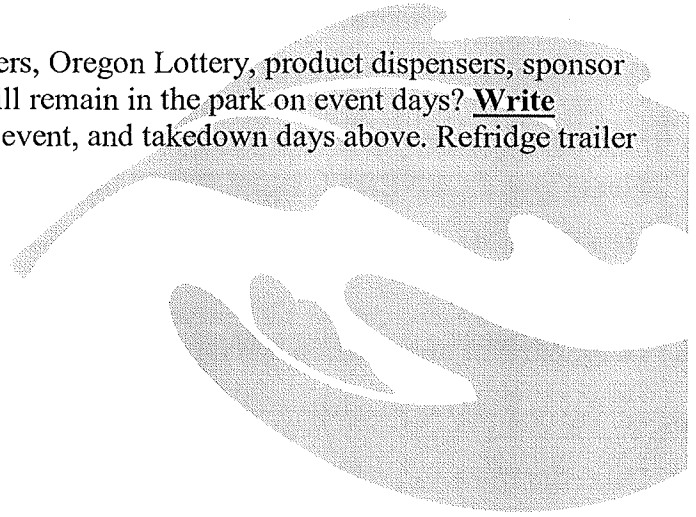 ers, Oregon Lottery, product dispensers, sponsor
ll remain in the park on event days? Write
event, and takedown days above. Refridge trailer